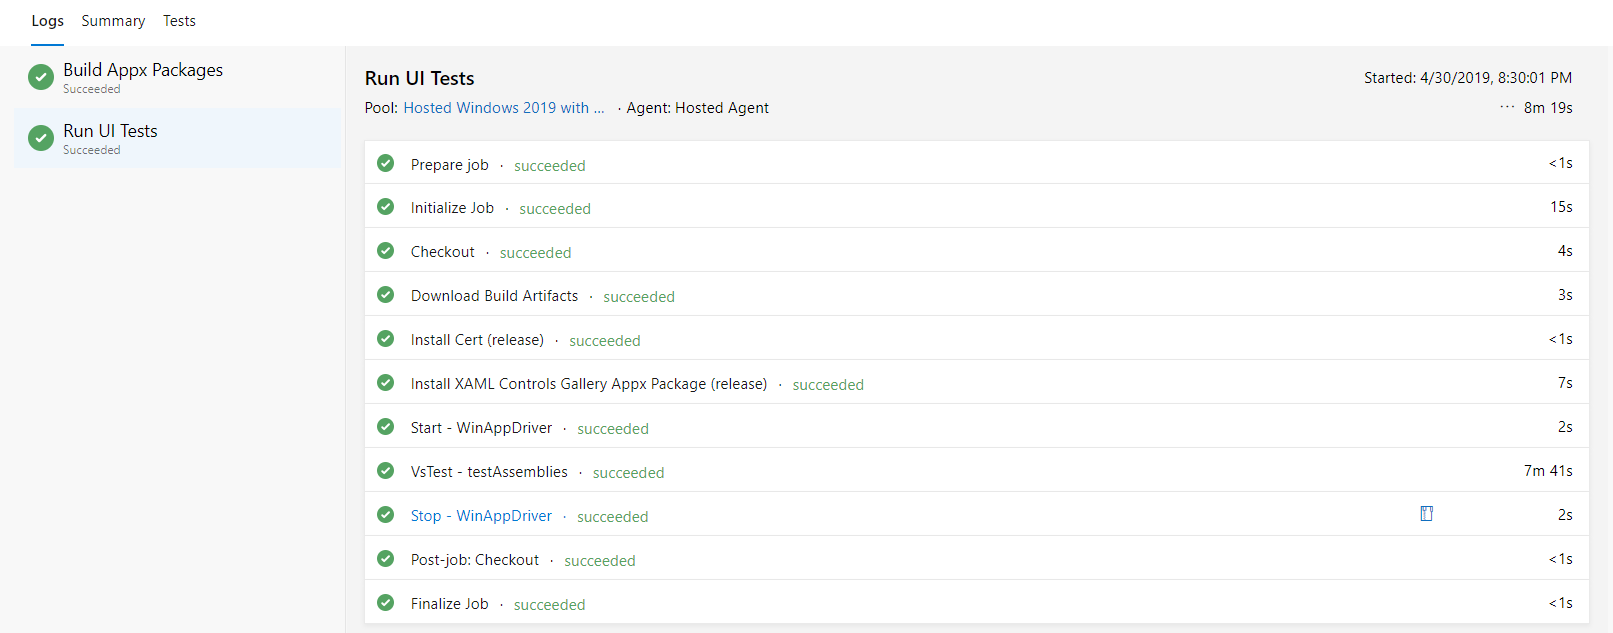 Logs Summary Tests
Build Appx Packages
Succeeded
Run UI Tests
Succeeded
Run UI Tests Started: 4/30/2019, 8:30:01 PM
Pool: Hosted Windows 2019 with ... · Agent: Hosted Agent ··· 8m 19s
Prepare job · succeeded <1s
Initialize Job · succeeded 15s
Checkout · succeeded 4s
Download Build Artifacts · succeeded 3s
Install Cert (release) · succeeded <1s
Install XAML Controls Gallery Appx Package (release) · succeeded 7s
Start - WinAppDriver · succeeded 2s
VsTest - testAssemblies · succeeded 7m 41s
Stop - WinAppDriver · succeeded 2s
Post-job: Checkout · succeeded <1s
Finalize Job · succeeded <1s